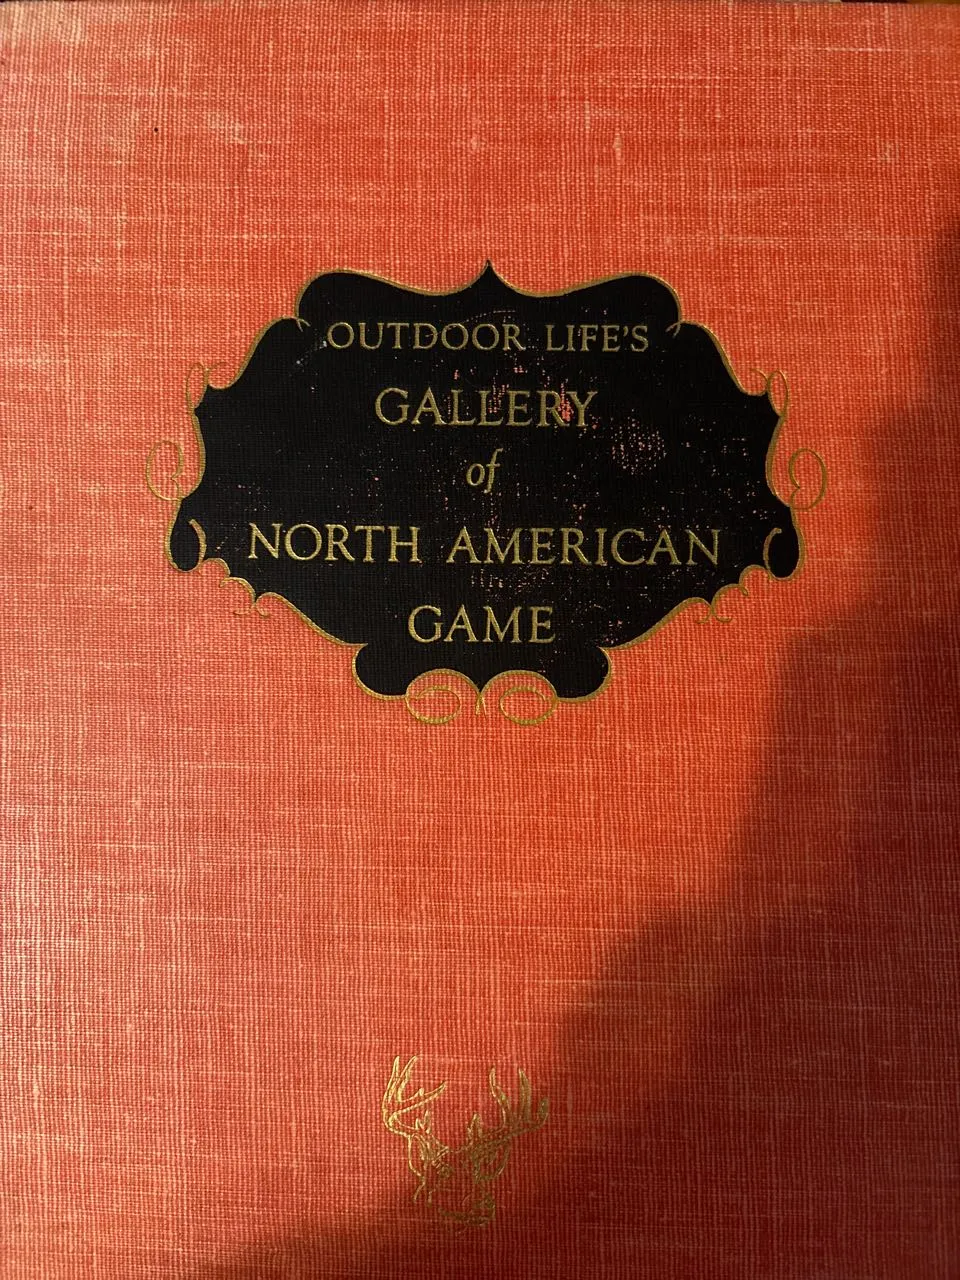 OUTDOOR LIFE'S
GALLERY
of
NORTH AMERICAN
GAME